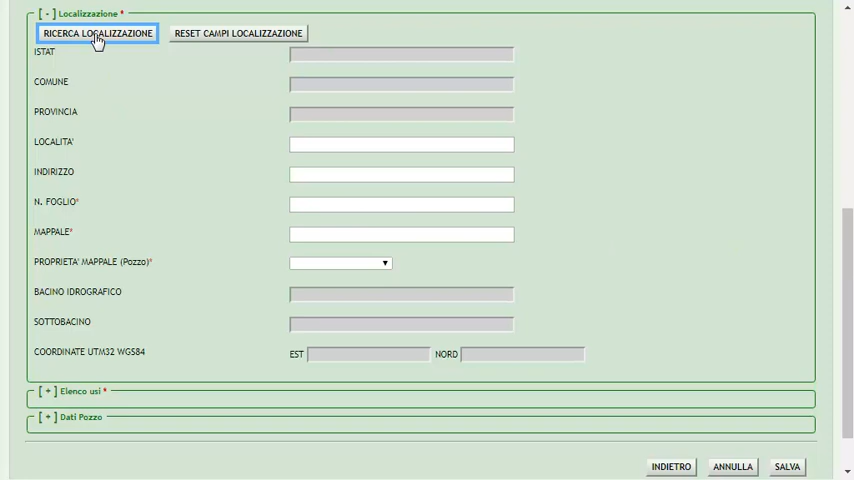 [ - ] Localizzazione *
RICERCA LOCALIZZAZIONE RESET CAMPI LOCALIZZAZIONE
ISTAT
COMUNE
PROVINCIA
LOCALITA'
INDIRIZZO
N. FOGLIO*
MAPPALE*
PROPRIETA' MAPPALE (Pozzo)*
BACINO IDROGRAFICO
SOTTOBACINO
COORDINATE UTM32 WGS84 EST NORD
[ + ] Elenco usi *
[ + ] Dati Pozzo
INDIETRO ANNULLA SALVA